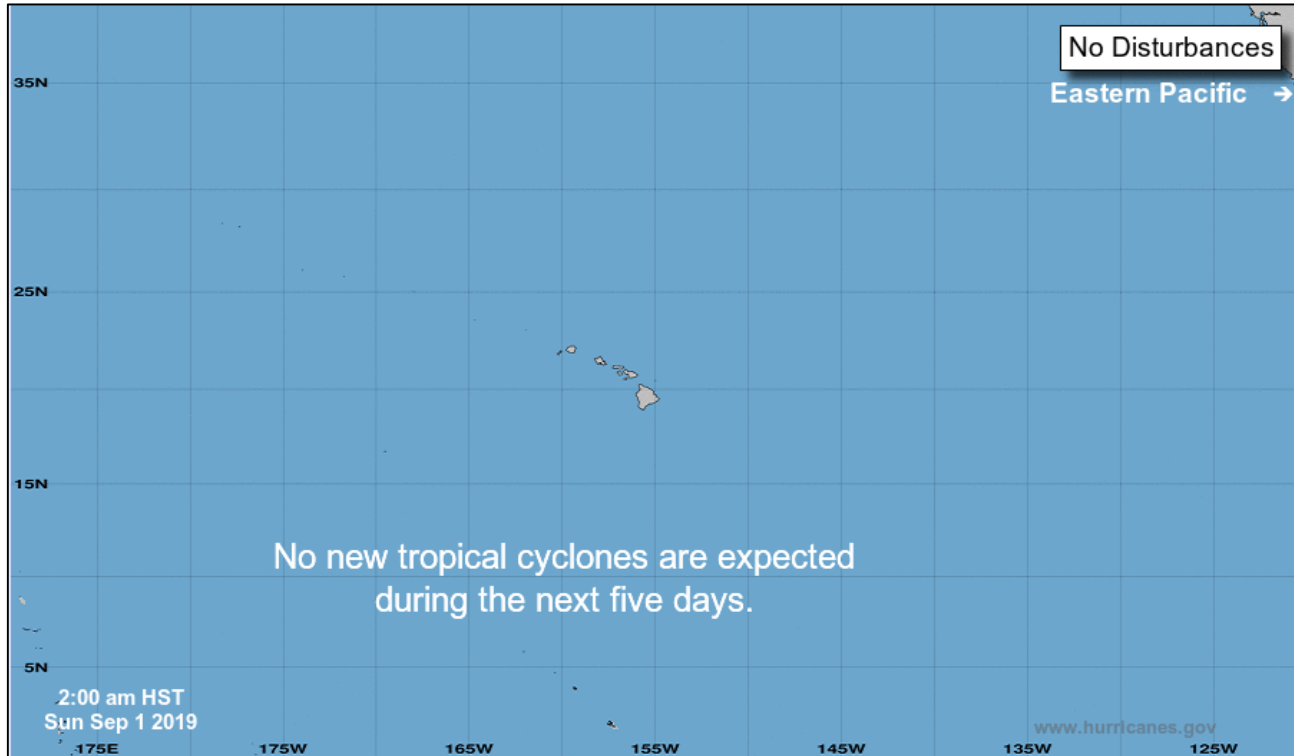 No Disturbances
35N
Eastern Pacific →
25N
15N
No new tropical cyclones are expected
during the next five days.
5N
2:00 am HST
Sun Sep 1 2019
www.hurricanes.gov
175E 175W 165W 155W 145W 135W 125W